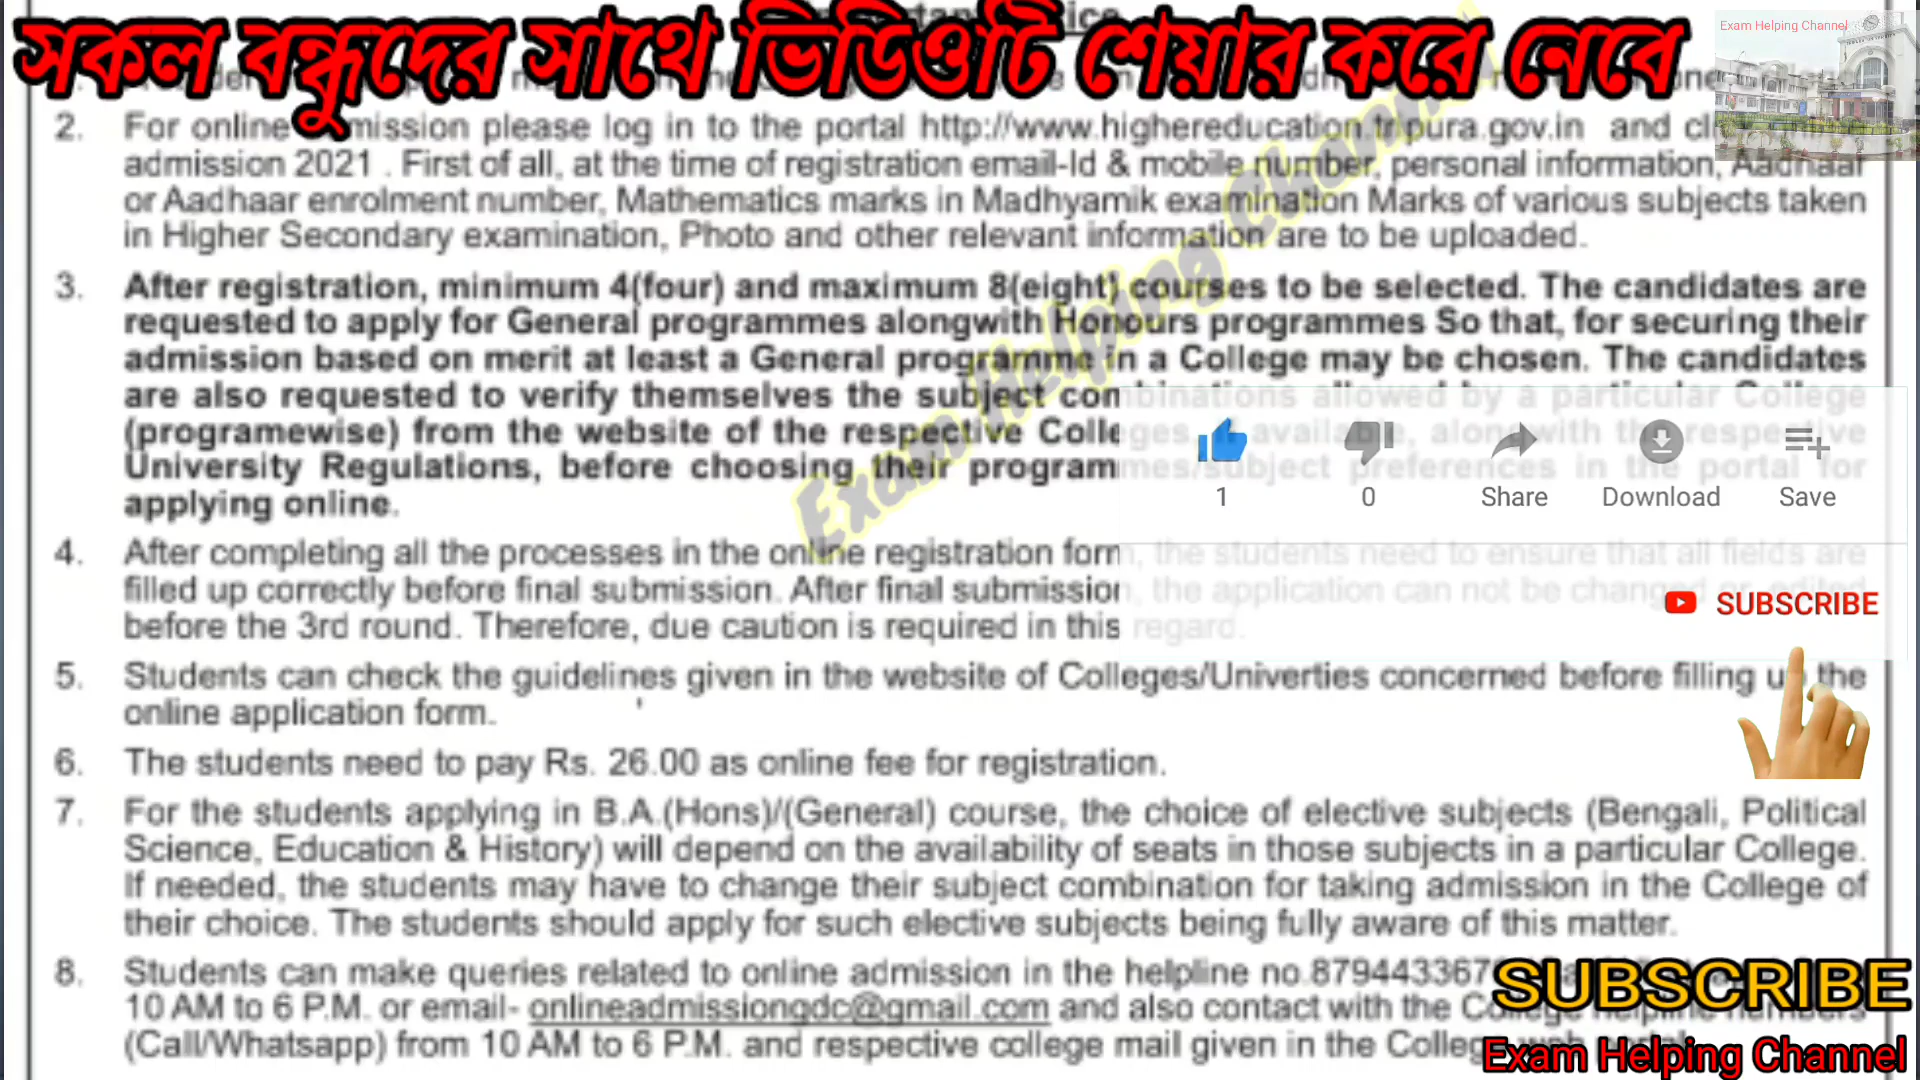 সকল বন্ধুদের সাথে ভিডিওটি শেয়ার করে নেবে
Exam Helping Channel
2. For online mission please log in to the portal http://www.highereducation.tripura.gov.in and
admission 2021 . First of all, at the time of registration email-Id & mobile number, personal information, Aadhaar
or Aadhaar enrolment number, Mathematics marks in Madhyamik examination Marks of various subjects taken
in Higher Secondary examination, Photo and other relevant information are to be uploaded.
3. After registration, minimum 4(four) and maximum 8(eight) courses to be selected. The candidates are
requested to apply for General programmes alongwith Honours programmes So that, for securing their
admission based on merit at least a General programme in a College may be chosen. The candidates
are also requested to verify themselves the subject combinations allowed by a particular College
(programewise) from the website of the respective Colleges, if available, alongwith the respective
University Regulations, before choosing their programmes/subject preferences in the portal for
applying online.
Exam Helping Channel
1 0 Share Download Save
4. After completing all the processes in the online registration form, the students need to ensure that all fields are
filled up correctly before final submission. After final submission, the application can not be changed or edited
before the 3rd round. Therefore, due caution is required in this regard.
SUBSCRIBE
5. Students can check the guidelines given in the website of Colleges/Univerties concerned before filling up the
online application form.
6. The students need to pay Rs. 26.00 as online fee for registration.
7. For the students applying in B.A.(Hons)/(General) course, the choice of elective subjects (Bengali, Political
Science, Education & History) will depend on the availability of seats in those subjects in a particular College.
If needed, the students may have to change their subject combination for taking admission in the College of
their choice. The students should apply for such elective subjects being fully aware of this matter.
8. Students can make queries related to online admission in the helpline no.879443367
10 AM to 6 P.M. or email- onlineadmissiongdc@gmail.com and also contact with the College helpline numbers
(Call/Whatsapp) from 10 AM to 6 P.M. and respective college mail given in the College
SUBSCRIBE
Exam Helping Channel